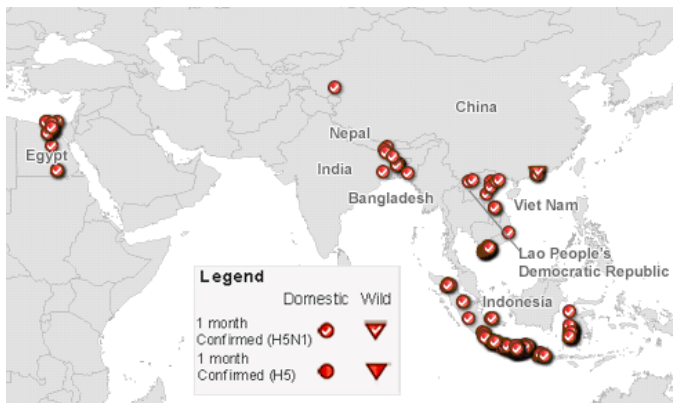 China
Nepal
Egypt
India
Bangladesh
Viet Nam
Lao People's
Democratic Republic
Indonesia
Legend
Domestic Wild
1 month
Confirmed (H5N1)
1 month
Confirmed (H5)